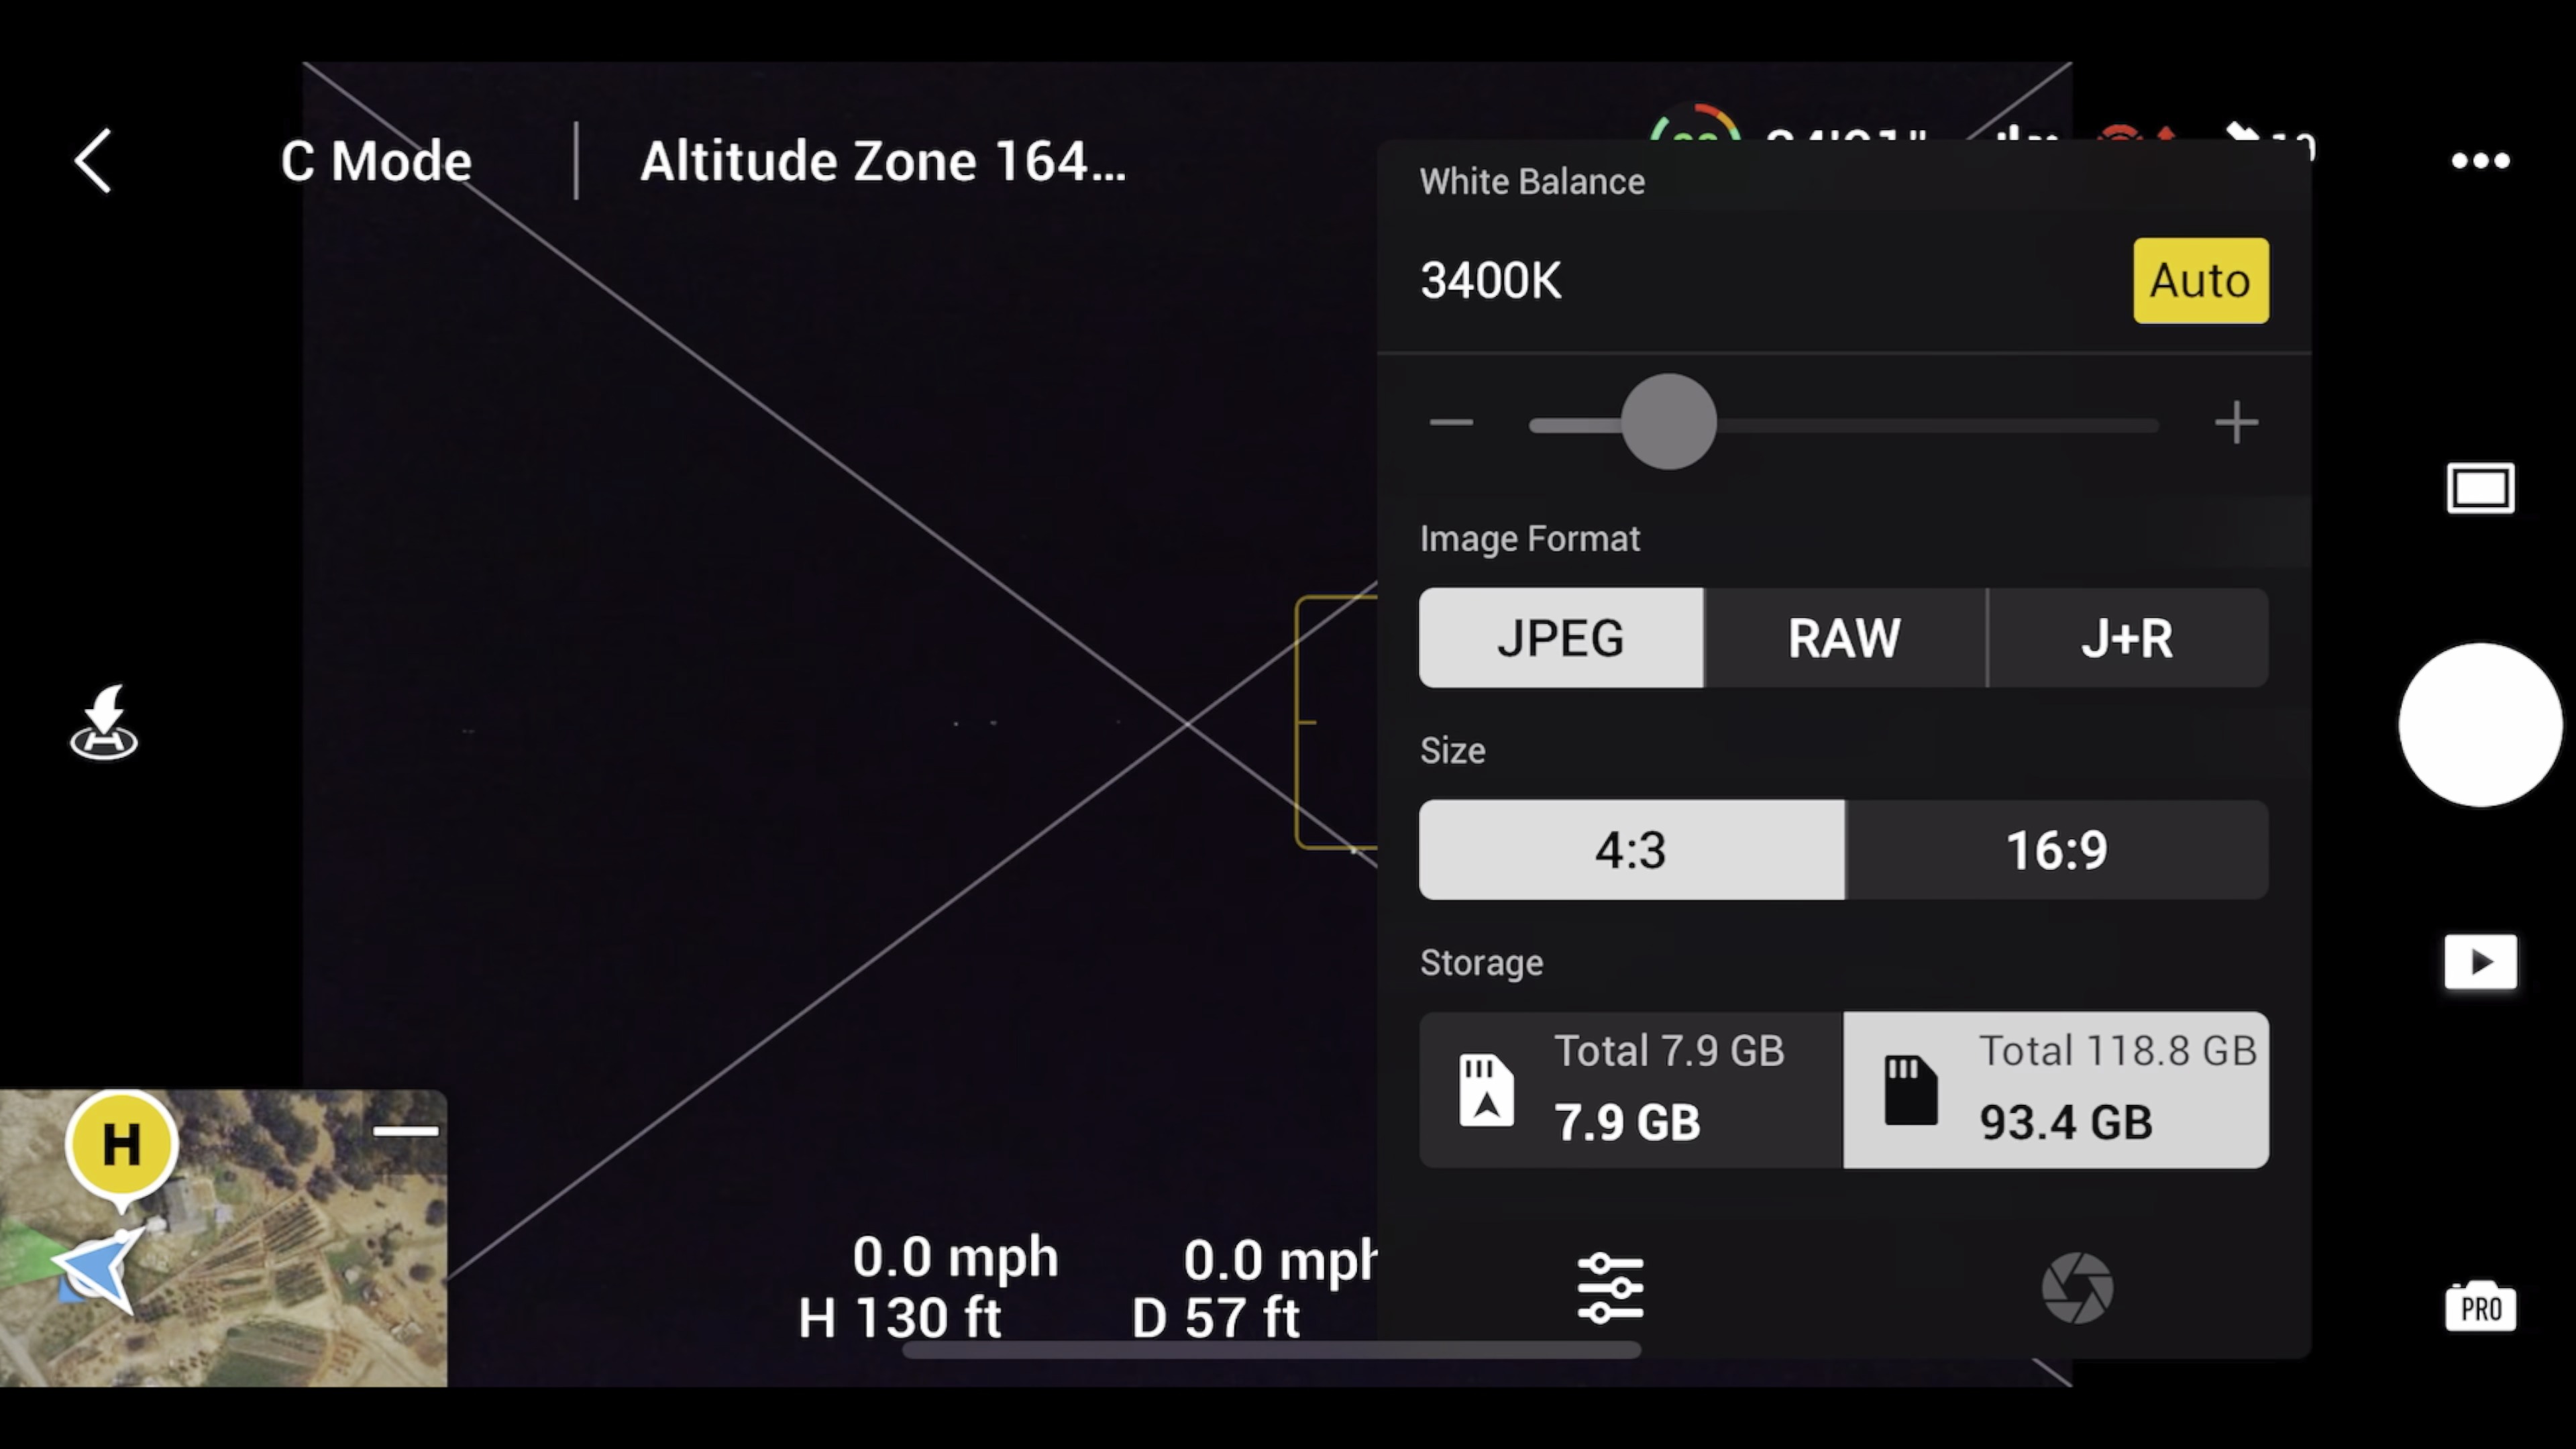 C Mode
Altitude Zone 164...
White Balance
3400K
Auto
Image Format
JPEG
RAW
J+R
Size
4:3
16:9
Storage
Total 7.9 GB
7.9 GB
Total 118.8 GB
93.4 GB
H
0.0 mph
0.0 mph
H 130 ft
D 57 ft
PRO